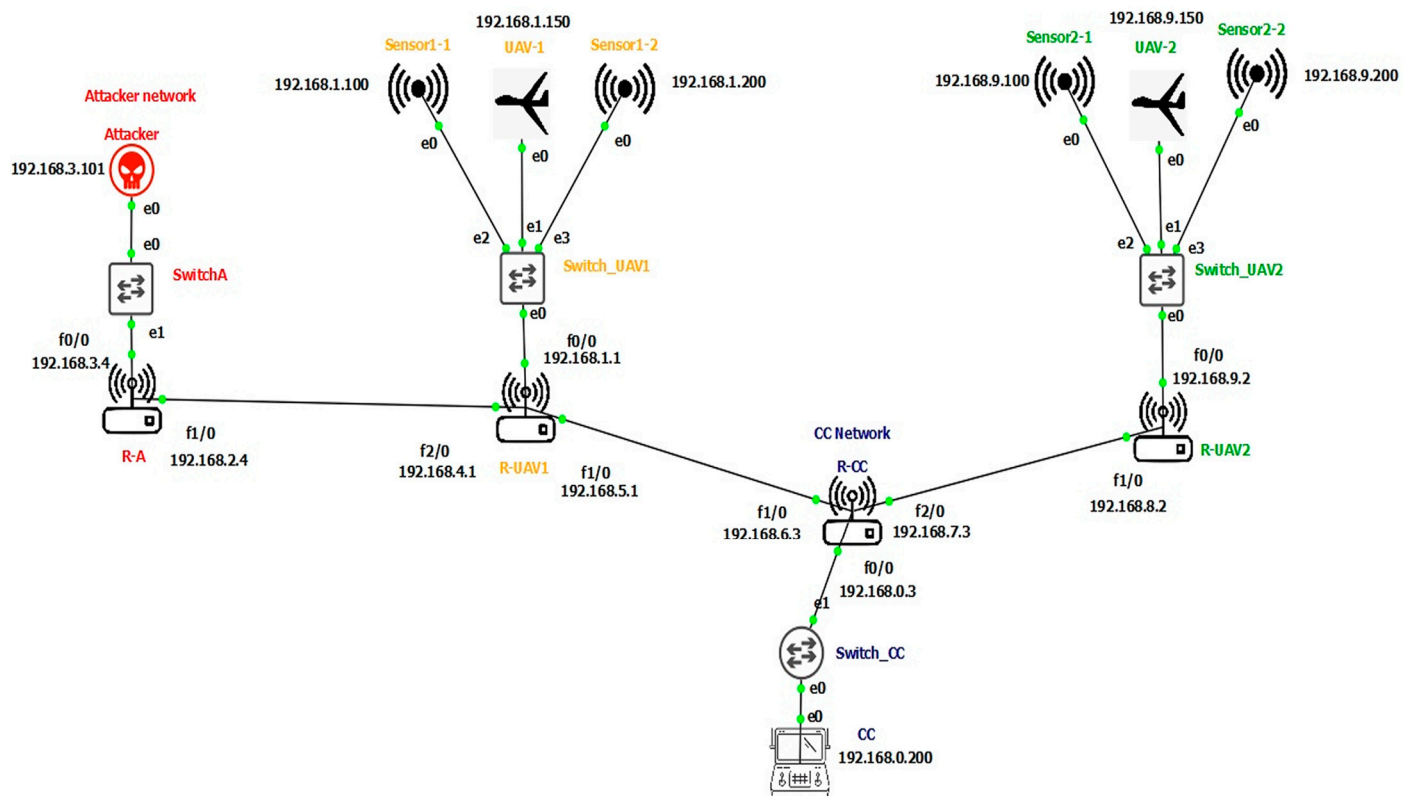 192.168.1.150
Sensor1-1
UAV-1
Sensor1-2
192.168.1.100
192.168.1.200
e0
e0
e0
e2
e1
e3
Switch_UAV1
e0
f0/0
192.168.1.1
192.168.9.150
Sensor2-1
UAV-2
Sensor2-2
192.168.9.100
192.168.9.200
e0
e0
e0
e2
e1
e3
Switch_UAV2
e0
f0/0
192.168.9.2
Attacker network
Attacker
192.168.3.101
e0
e0
SwitchA
e1
f0/0
192.168.3.4
R-A
f1/0
192.168.2.4
f2/0
192.168.4.1
R-UAV1
f1/0
192.168.5.1
CC Network
R-CC
f1/0
192.168.6.3
f2/0
192.168.7.3
R-UAV2
f1/0
192.168.8.2
f0/0
192.168.0.3
e1
Switch_CC
e0
e0
CC
192.168.0.200